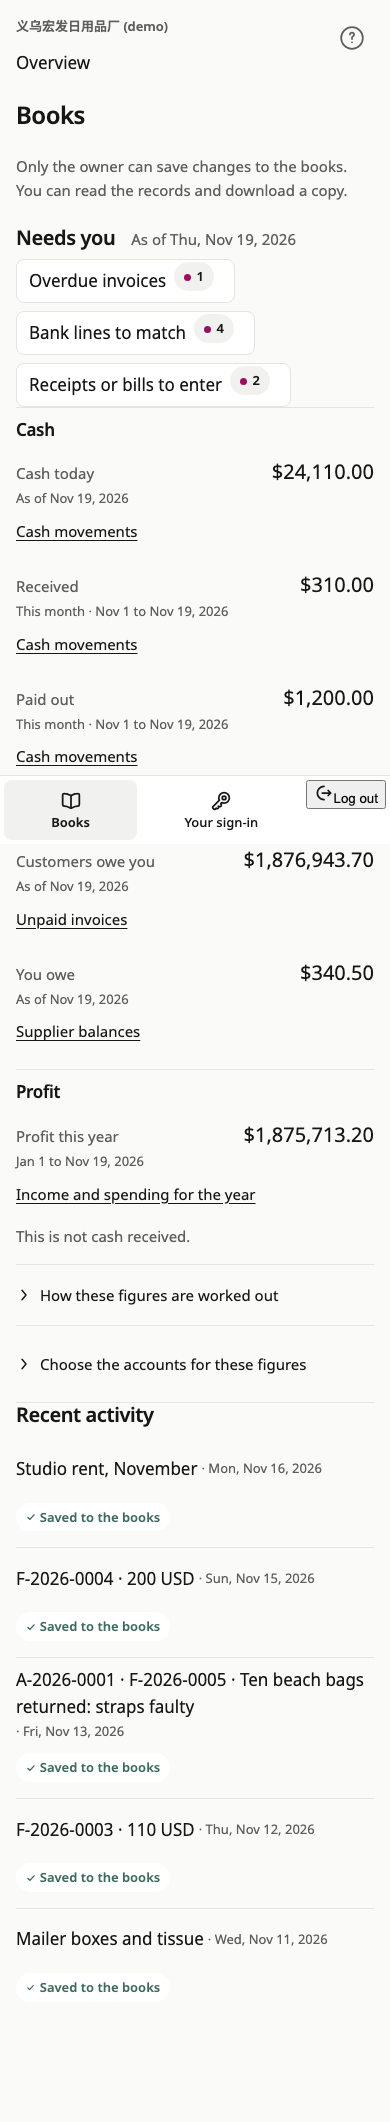 义乌宏发日用品厂 (demo)
Overview
Books
Only the owner can save changes to the books.
You can read the records and download a copy.
Needs you As of Thu, Nov 19, 2026
Overdue invoices 1
Bank lines to match 4
Receipts or bills to enter 2
Cash
Cash today $24,110.00
As of Nov 19, 2026
Cash movements
Received $310.00
This month · Nov 1 to Nov 19, 2026
Cash movements
Paid out $1,200.00
This month · Nov 1 to Nov 19, 2026
Cash movements
Books Your sign-in Log out
Customers owe you $1,876,943.70
As of Nov 19, 2026
Unpaid invoices
You owe $340.50
As of Nov 19, 2026
Supplier balances
Profit
Profit this year $1,875,713.20
Jan 1 to Nov 19, 2026
Income and spending for the year
This is not cash received.
How these figures are worked out
Choose the accounts for these figures
Recent activity
Studio rent, November · Mon, Nov 16, 2026
Saved to the books
F-2026-0004 · 200 USD · Sun, Nov 15, 2026
Saved to the books
A-2026-0001 · F-2026-0005 · Ten beach bags
returned: straps faulty
· Fri, Nov 13, 2026
Saved to the books
F-2026-0003 · 110 USD · Thu, Nov 12, 2026
Saved to the books
Mailer boxes and tissue · Wed, Nov 11, 2026
Saved to the books